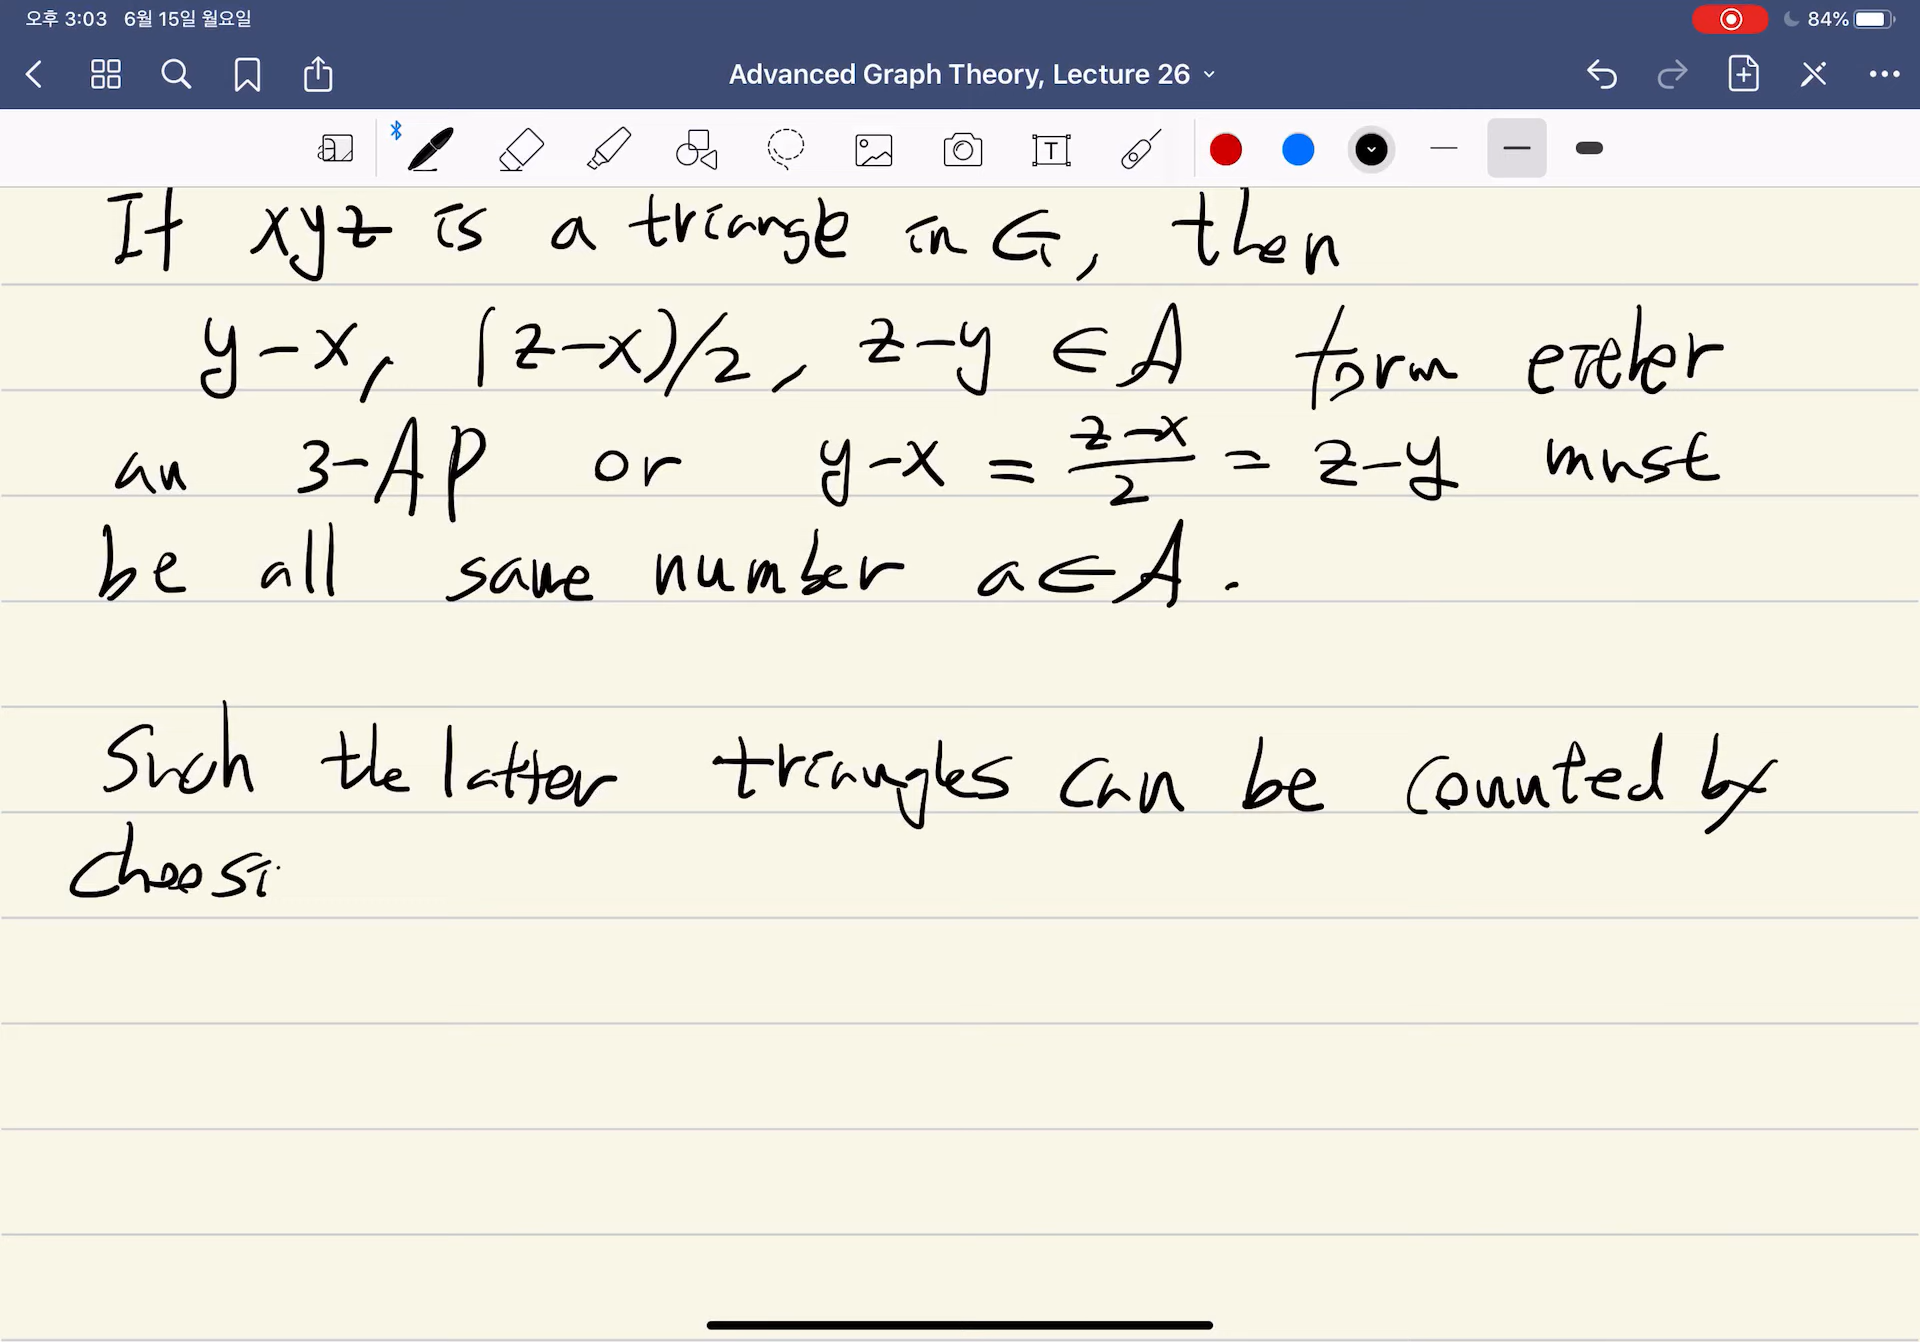 오후 3:03 6월 15일 월요일
84%
Advanced Graph Theory, Lecture 26
If xyz is a triangle in G, then
y-x, (z-x)/2, z-y ∈ A form either
an 3-AP or y-x = \frac{z-x}{2} = z-y must
be all same number a∈A.
Such the latter triangles can be counted by
choosi